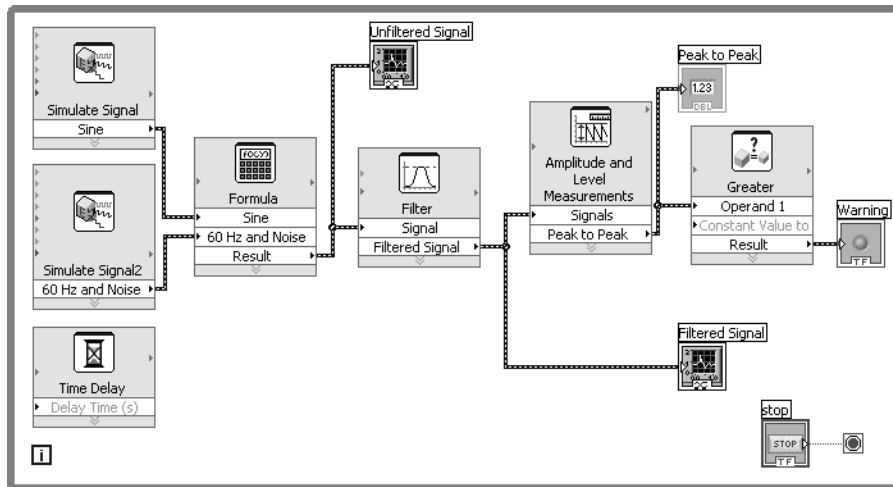 Simulate Signal
Sine
Simulate Signal2
60 Hz and Noise
Time Delay
Delay Time (s)
i
f(x,y)
Formula
Sine
60 Hz and Noise
Result
Unfiltered Signal
Filter
Signal
Filtered Signal
Amplitude and
Level
Measurements
Signals
Peak to Peak
Peak to Peak
1.23
DBL
?
Greater
Operand 1
Constant Value to
Result
Warning
TF
Filtered Signal
stop
STOP
TF